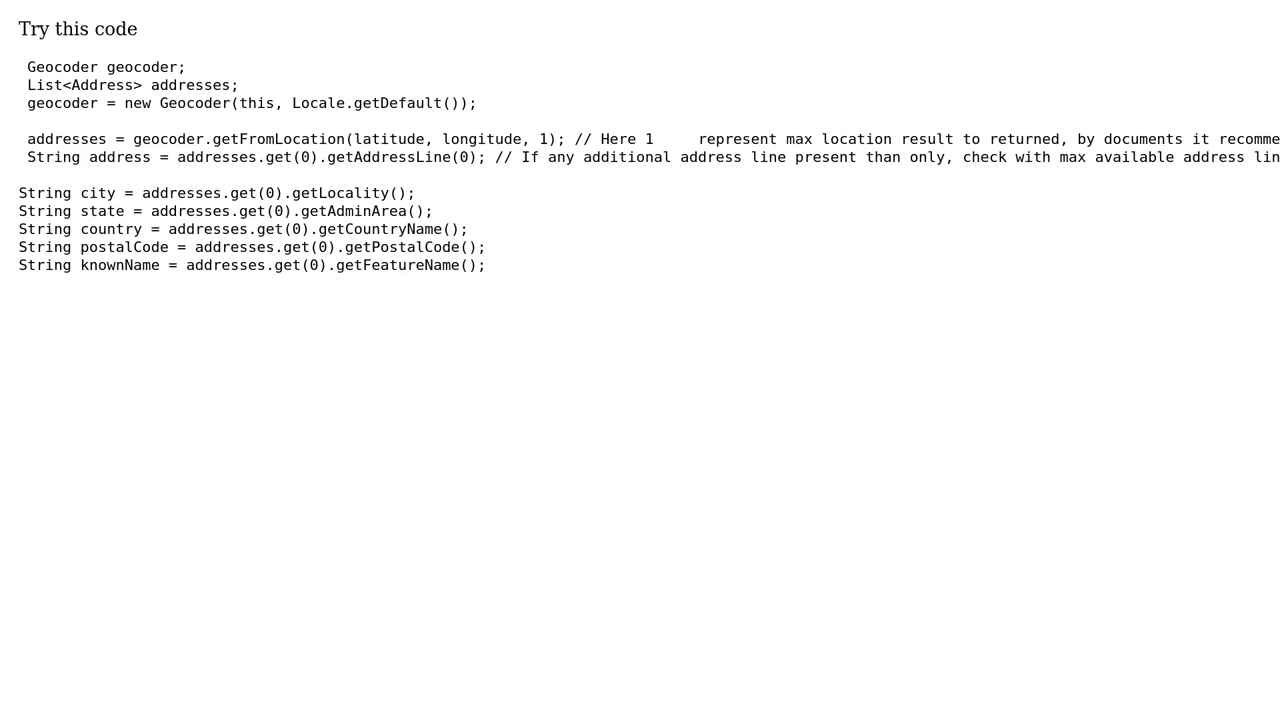 Try this code
Geocoder geocoder;
List<Address> addresses;
geocoder = new Geocoder(this, Locale.getDefault());
addresses = geocoder.getFromLocation(latitude, longitude, 1); // Here 1     represent max location result to returned, by documents it recomme
String address = addresses.get(0).getAddressLine(0); // If any additional address line present than only, check with max available address lin
String city = addresses.get(0).getLocality();
String state = addresses.get(0).getAdminArea();
String country = addresses.get(0).getCountryName();
String postalCode = addresses.get(0).getPostalCode();
String knownName = addresses.get(0).getFeatureName();